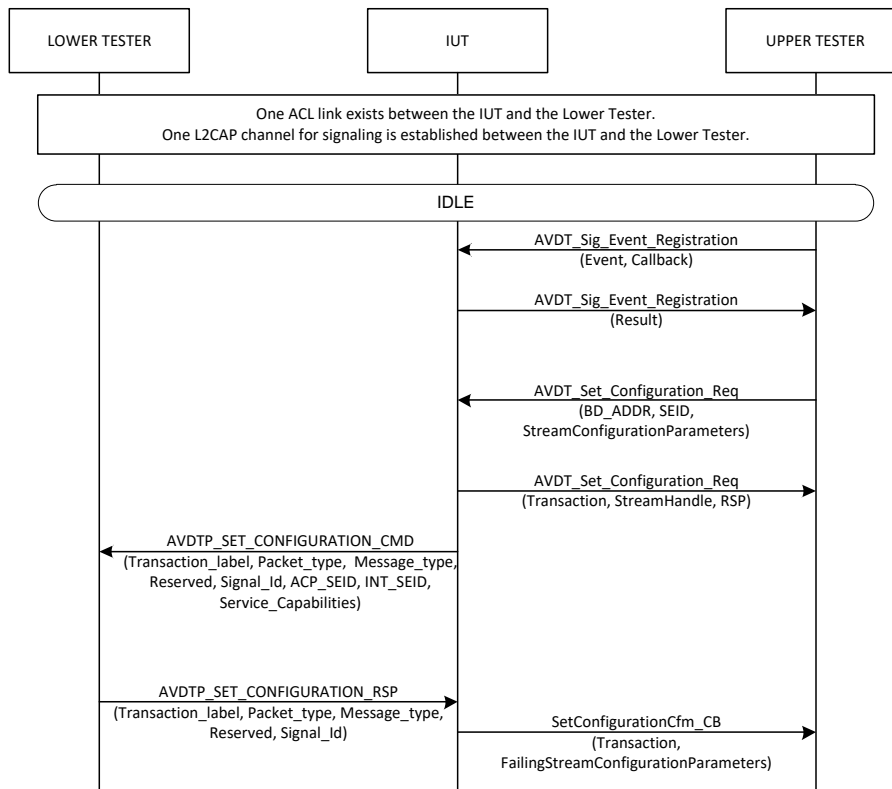 LOWER TESTER
IUT
UPPER TESTER
One ACL link exists between the IUT and the Lower Tester.
One L2CAP channel for signaling is established between the IUT and the Lower Tester.
IDLE
AVDT_Sig_Event_Registration
(Event, Callback)
AVDT_Sig_Event_Registration
(Result)
AVDT_Set_Configuration_Req
(BD_ADDR, SEID,
StreamConfigurationParameters)
AVDT_Set_Configuration_Req
(Transaction, StreamHandle, RSP)
AVDTP_SET_CONFIGURATION_CMD
(Transaction_label, Packet_type, Message_type,
Reserved, Signal_Id, ACP_SEID, INT_SEID,
Service_Capabilities)
AVDTP_SET_CONFIGURATION_RSP
(Transaction_label, Packet_type, Message_type,
Reserved, Signal_Id)
SetConfigurationCfm_CB
(Transaction,
FailingStreamConfigurationParameters)